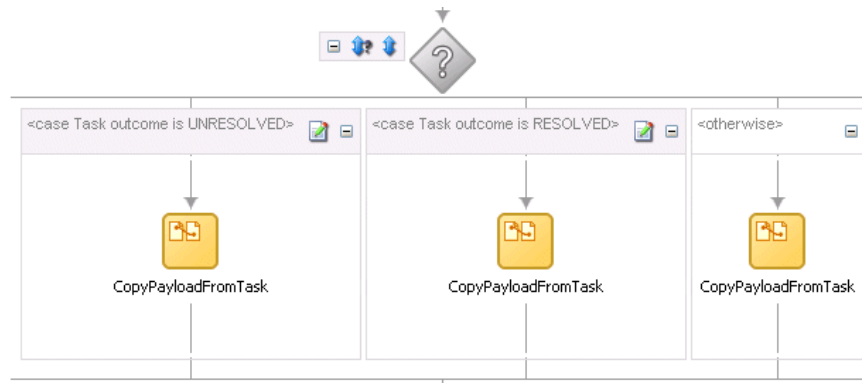 <case Task outcome is UNRESOLVED>
<case Task outcome is RESOLVED>
<otherwise>
CopyPayloadFromTask
CopyPayloadFromTask
CopyPayloadFromTask